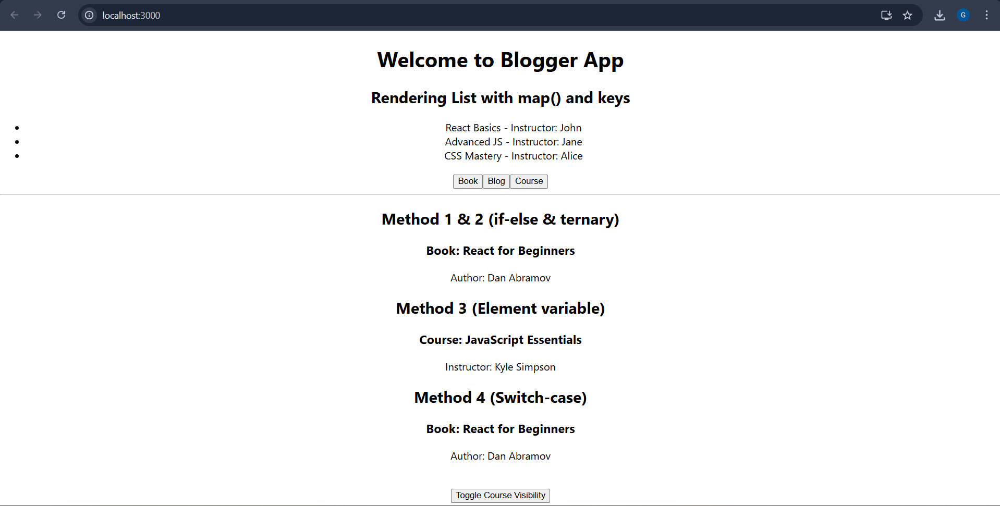 localhost:3000
G
Welcome to Blogger App
Rendering List with map() and keys
React Basics - Instructor: John
Advanced JS - Instructor: Jane
CSS Mastery - Instructor: Alice
Book Blog Course
Method 1 & 2 (if-else & ternary)
Book: React for Beginners
Author: Dan Abramov
Method 3 (Element variable)
Course: JavaScript Essentials
Instructor: Kyle Simpson
Method 4 (Switch-case)
Book: React for Beginners
Author: Dan Abramov
Toggle Course Visibility